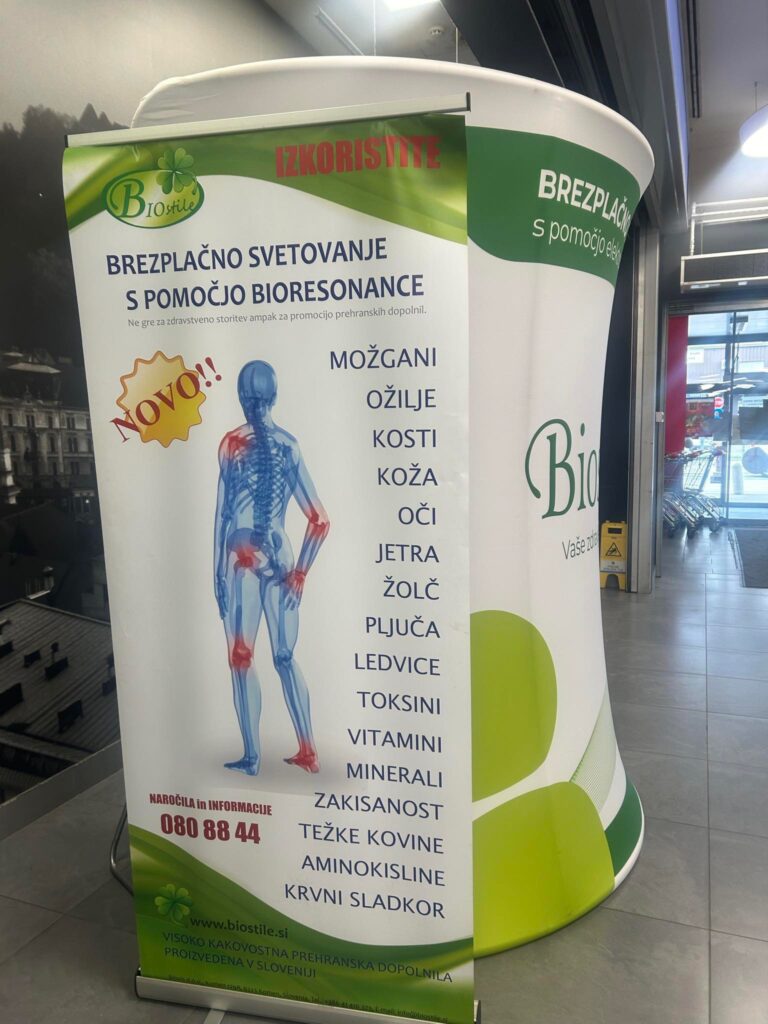 BIOstile
IZKORISTITE
BREZPLAČNO SVETOVANJE
S POMOČJO BIORESONANCE
Ne gre za zdravstveno storitev ampak za promocijo prehranskih dopolnil.
NOVO!!
MOŽGANI
OŽILJE
KOSTI
KOŽA
OČI
JETRA
ŽOLČ
PLJUČA
LEDVICE
TOKSINI
VITAMINI
MINERALI
ZAKISANOST
TEŽKE KOVINE
AMINOKISLINE
KRVNI SLADKOR
NAROČILA in INFORMACIJE
080 88 44
www.biostile.si
VISOKO KAKOVOSTNA PREHRANSKA DOPOLNILA
PROIZVEDENA V SLOVENIJI
s pomočjo
Vaše